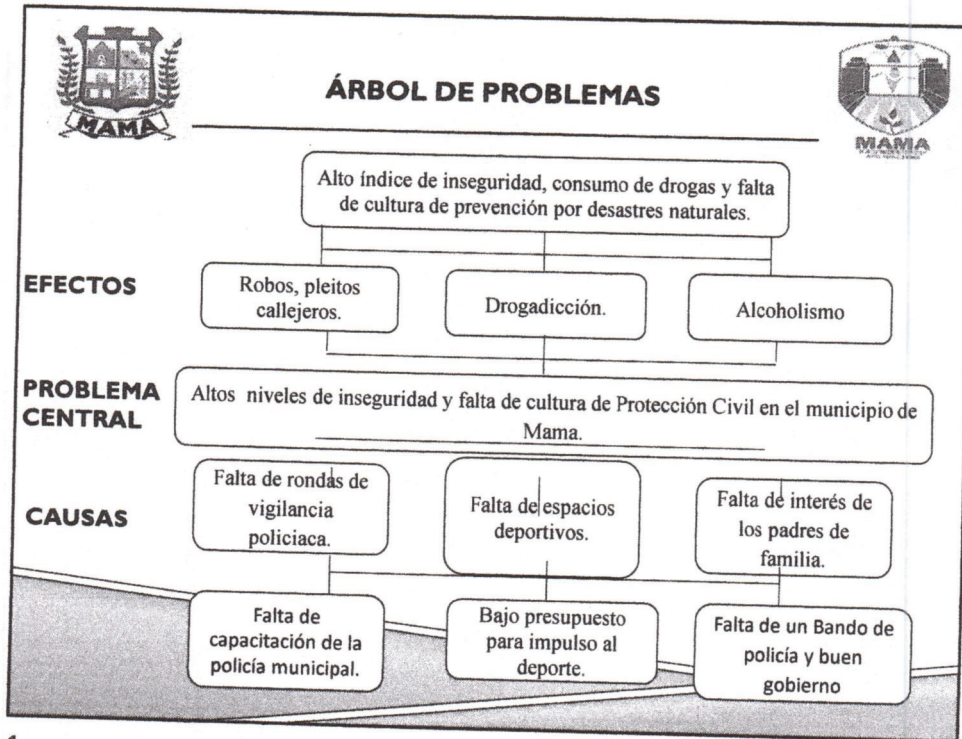 ÁRBOL DE PROBLEMAS
MAMA
MAMA
Alto índice de inseguridad, consumo de drogas y falta
de cultura de prevención por desastres naturales.
EFECTOS
Robos, pleitos
callejeros.
Drogadicción.
Alcoholismo
PROBLEMA
CENTRAL
Altos niveles de inseguridad y falta de cultura de Protección Civil en el municipio de
Mama.
CAUSAS
Falta de rondas de
vigilancia
policiaca.
Falta de espacios
deportivos.
Falta de interés de
los padres de
familia.
Falta de
capacitación de la
policía municipal.
Bajo presupuesto
para impulso al
deporte.
Falta de un Bando de
policía y buen
gobierno